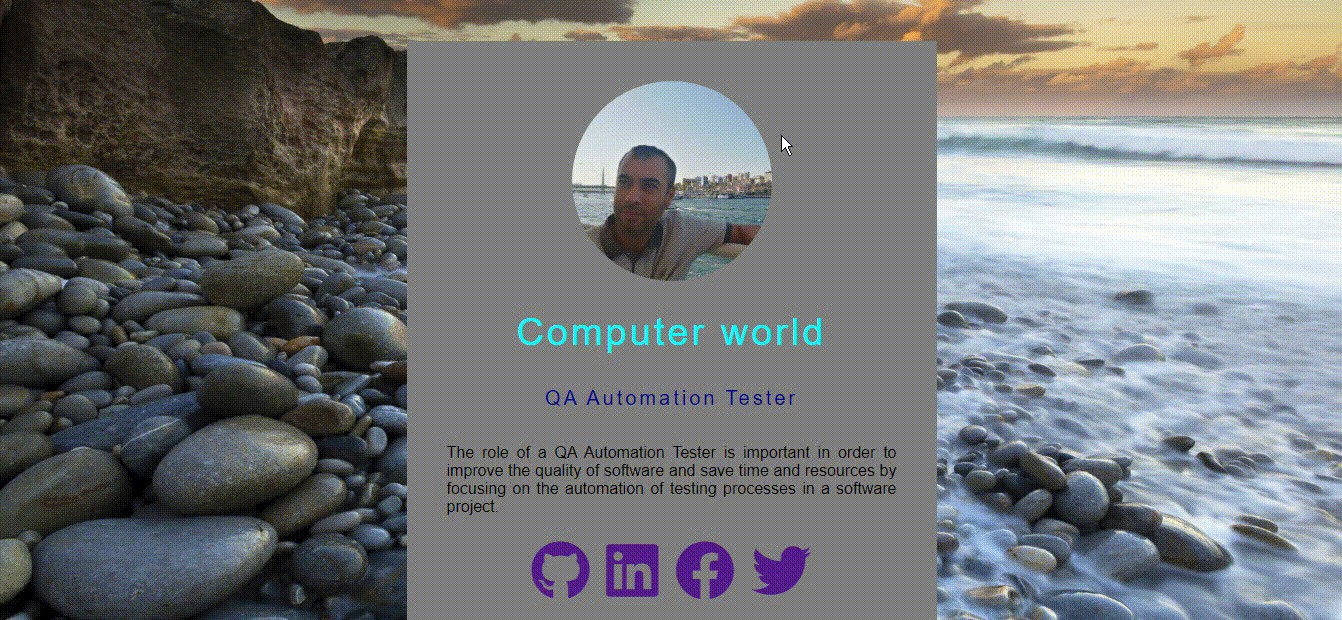 Computer world
QA Automation Tester
The role of a QA Automation Tester is important in order to
improve the quality of software and save time and resources by
focusing on the automation of testing processes in a software
project.
in